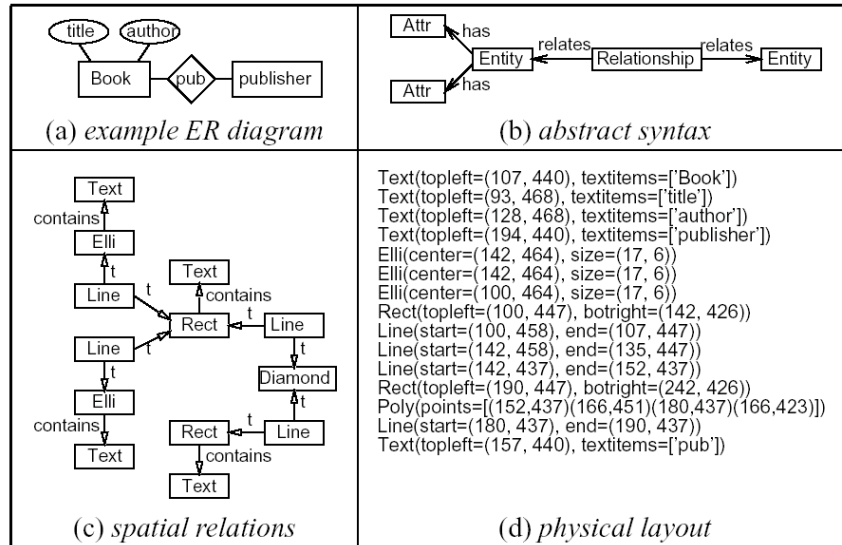 title
author
Book
pub
publisher
(a) example ER diagram
Attr
has
Entity
relates
Relationship
relates
Entity
has
Attr
(b) abstract syntax
Text
contains
Elli
t
Text
Line
t
contains
Rect
t
Line
Line
t
t
t
Diamond
Elli
t
contains
Rect
t
Line
Text
contains
Text
(c) spatial relations
Text(topleft=(107, 440), textitems=['Book'])
Text(topleft=(93, 468), textitems=['title'])
Text(topleft=(128, 468), textitems=['author'])
Text(topleft=(194, 440), textitems=['publisher'])
Elli(center=(142, 464), size=(17, 6))
Elli(center=(142, 464), size=(17, 6))
Elli(center=(100, 464), size=(17, 6))
Rect(topleft=(100, 447), botright=(142, 426))
Line(start=(100, 458), end=(107, 447))
Line(start=(142, 458), end=(135, 447))
Line(start=(142, 437), end=(152, 437))
Rect(topleft=(190, 447), botright=(242, 426))
Poly(points=[(152,437)(166,451)(180,437)(166,423)])
Line(start=(180, 437), end=(190, 437))
Text(topleft=(157, 440), textitems=['pub'])
(d) physical layout